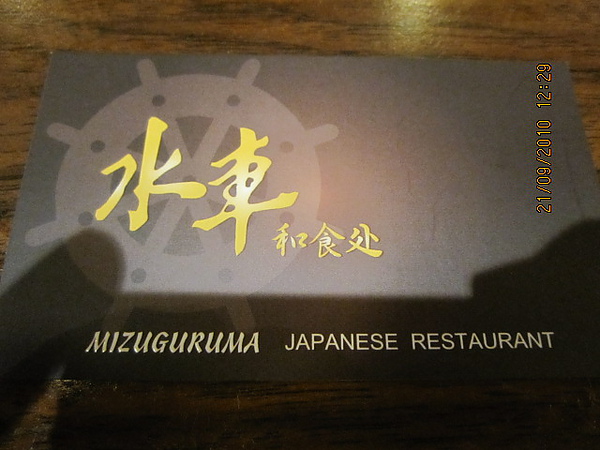 水車
和食处
MIZUGURUMA JAPANESE RESTAURANT
21/09/2010 12:29